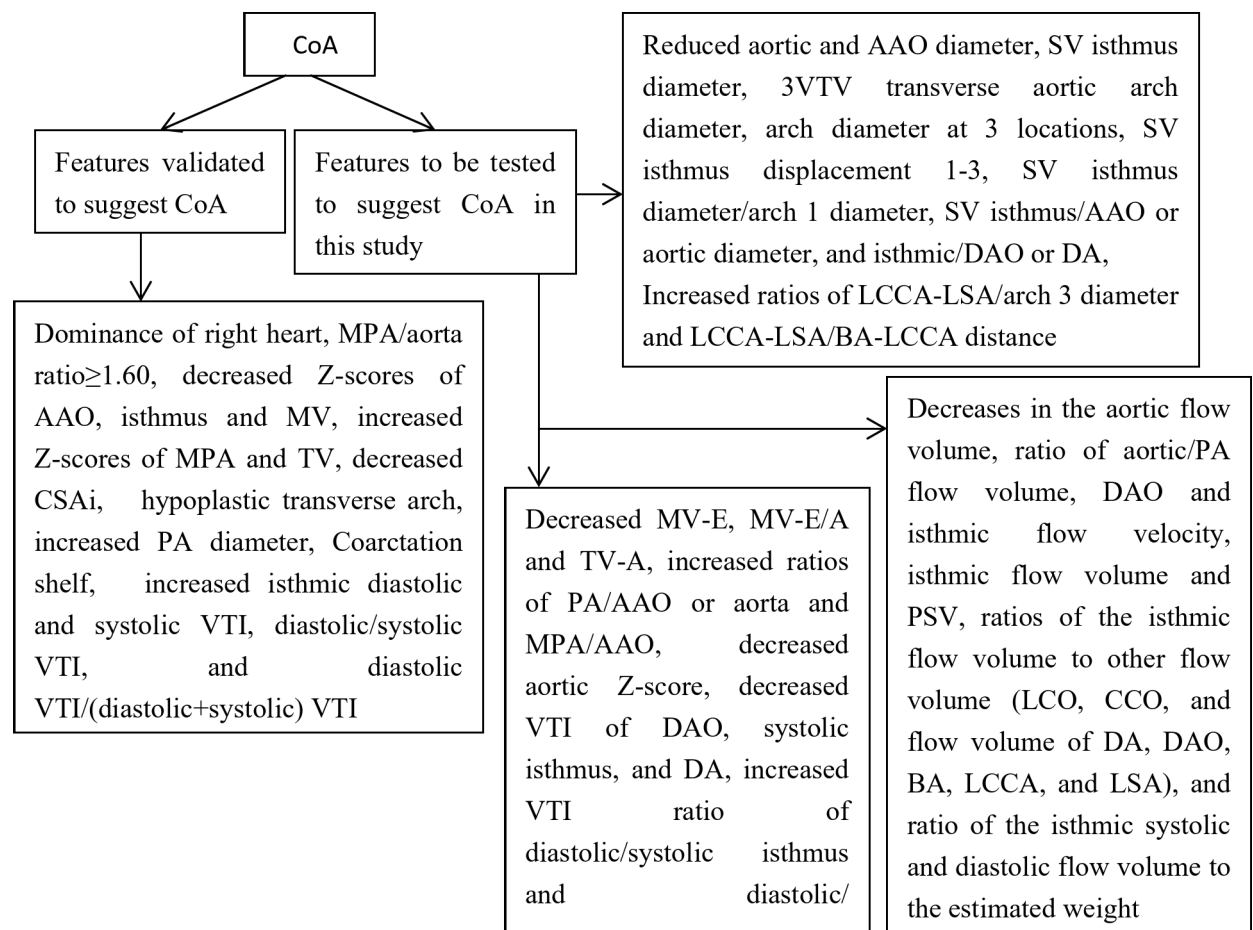 CoA
Features validated
to suggest CoA
Features to be tested
to suggest CoA in
this study
Reduced aortic and AAO diameter, SV isthmus
diameter, 3VTV transverse aortic arch
diameter, arch diameter at 3 locations, SV
isthmus displacement 1-3, SV isthmus
diameter/arch 1 diameter, SV isthmus/AAO or
aortic diameter, and isthmic/DAO or DA,
Increased ratios of LCCA-LSA/arch 3 diameter
and LCCA-LSA/BA-LCCA distance
Dominance of right heart, MPA/aorta
ratio≥1.60, decreased Z-scores of
AAO, isthmus and MV, increased
Z-scores of MPA and TV, decreased
CSAi, hypoplastic transverse arch,
increased PA diameter, Coarctation
shelf, increased isthmic diastolic
and systolic VTI, diastolic/systolic
VTI, and diastolic
VTI/(diastolic+systolic) VTI
Decreased MV-E, MV-E/A
and TV-A, increased ratios
of PA/AAO or aorta and
MPA/AAO, decreased
aortic Z-score, decreased
VTI of DAO, systolic
isthmus, and DA, increased
VTI ratio of
diastolic/systolic isthmus
and diastolic/
Decreases in the aortic flow
volume, ratio of aortic/PA
flow volume, DAO and
isthmic flow velocity,
isthmic flow volume and
PSV, ratios of the isthmic
flow volume to other flow
volume (LCO, CCO, and
flow volume of DA, DAO,
BA, LCCA, and LSA), and
ratio of the isthmic systolic
and diastolic flow volume to
the estimated weight